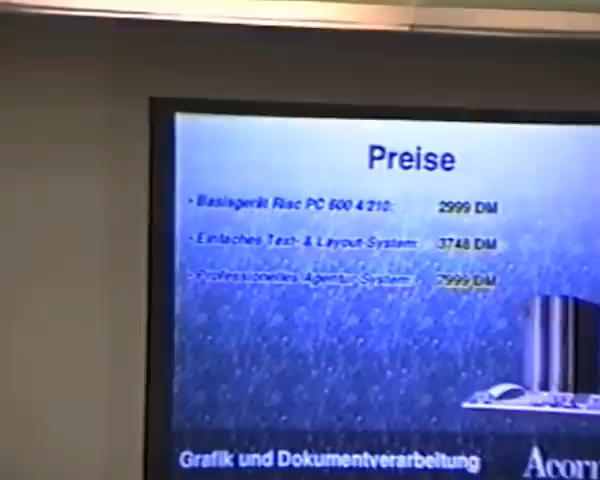 Preise
• Basisgerät Risc PC 600 4/210: 2999 DM
• Einfaches Text- & Layout-System: 3748 DM
• Professionelles Agentur-System: 7999 DM
Grafik und Dokumentverarbeitung
Acorn